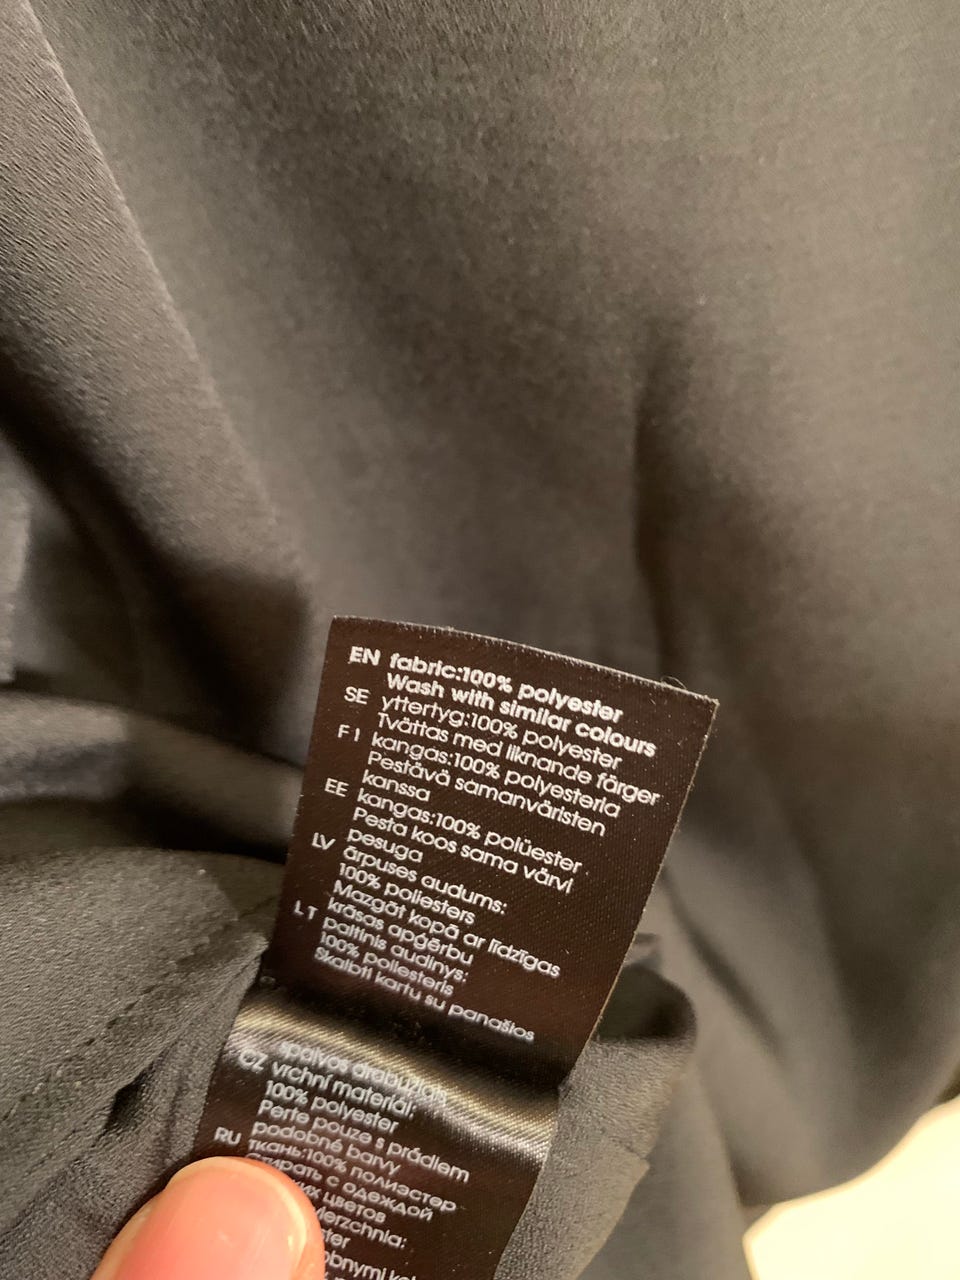 EN fabric:100% polyester
Wash with similar colours
SE yttertyg:100% polyester
Tvättas med liknande färger
FI kangas:100% polyesteria
Pestävä samanväristen
kanssa
EE kangas:100% polüester
Pesta koos sama värvi
pesuga
LV ārpuses audums:
100% poliesters
Mazgāt kopā ar līdzīgas
krāsas apģērbu
LT paltinis audinys:
100% poliesteris
Skalbti kartu su panašios
spalvos drabužiais
CZ vrchní materiál:
100% polyester
Perte pouze s prádlem
podobné barvy
RU ткань:100% полиэстер
Стирать с одеждой
цветов